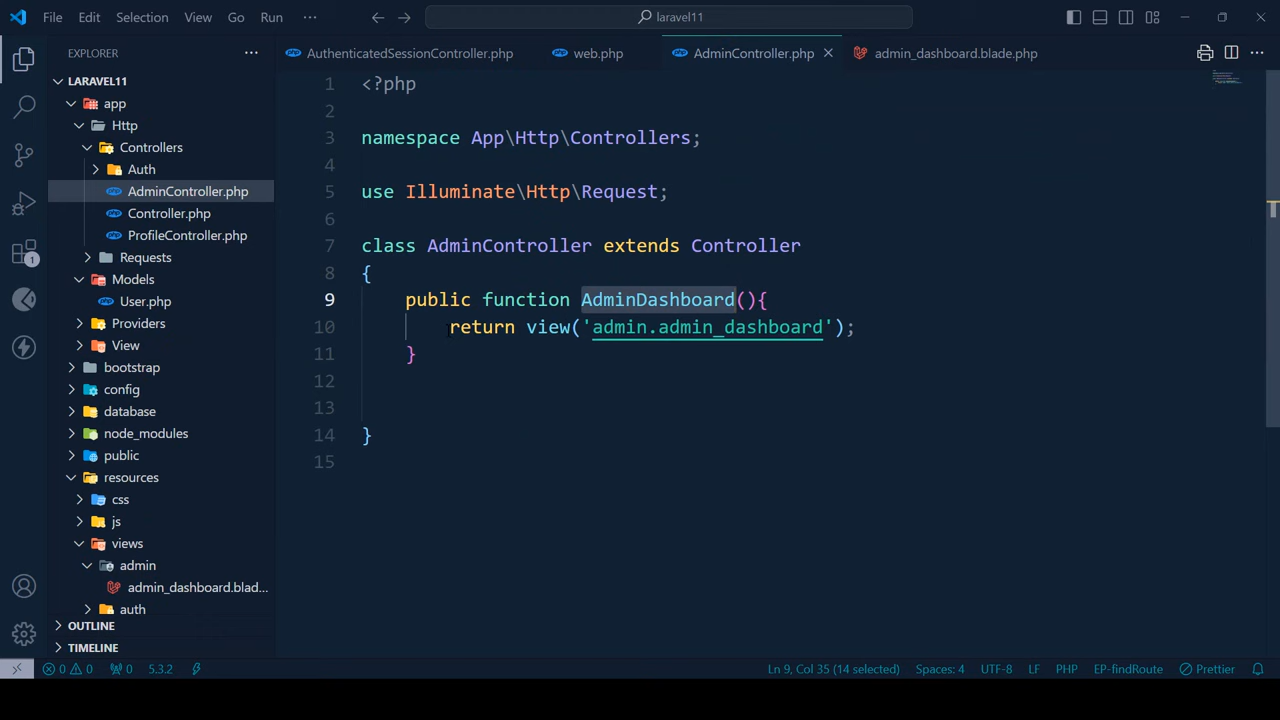 File Edit Selection View Go Run ··· laravel11
EXPLORER ···
LARAVEL11
app
Http
Controllers
Auth
AdminController.php
Controller.php
ProfileController.php
Requests
Models
User.php
Providers
View
bootstrap
config
database
node_modules
public
resources
css
js
views
admin
admin_dashboard.blad...
auth
OUTLINE
TIMELINE
1
AuthenticatedSessionController.php web.php AdminController.php admin_dashboard.blade.php ···
1 <?php
2
3 namespace App\Http\Controllers;
4
5 use Illuminate\Http\Request;
6
7 class AdminController extends Controller
8 {
9 public function AdminDashboard(){
10 return view('admin.admin_dashboard');
11 }
12
13
14 }
15
0 0 0 5.3.2 Ln 9, Col 35 (14 selected) Spaces: 4 UTF-8 LF PHP EP-findRoute Prettier